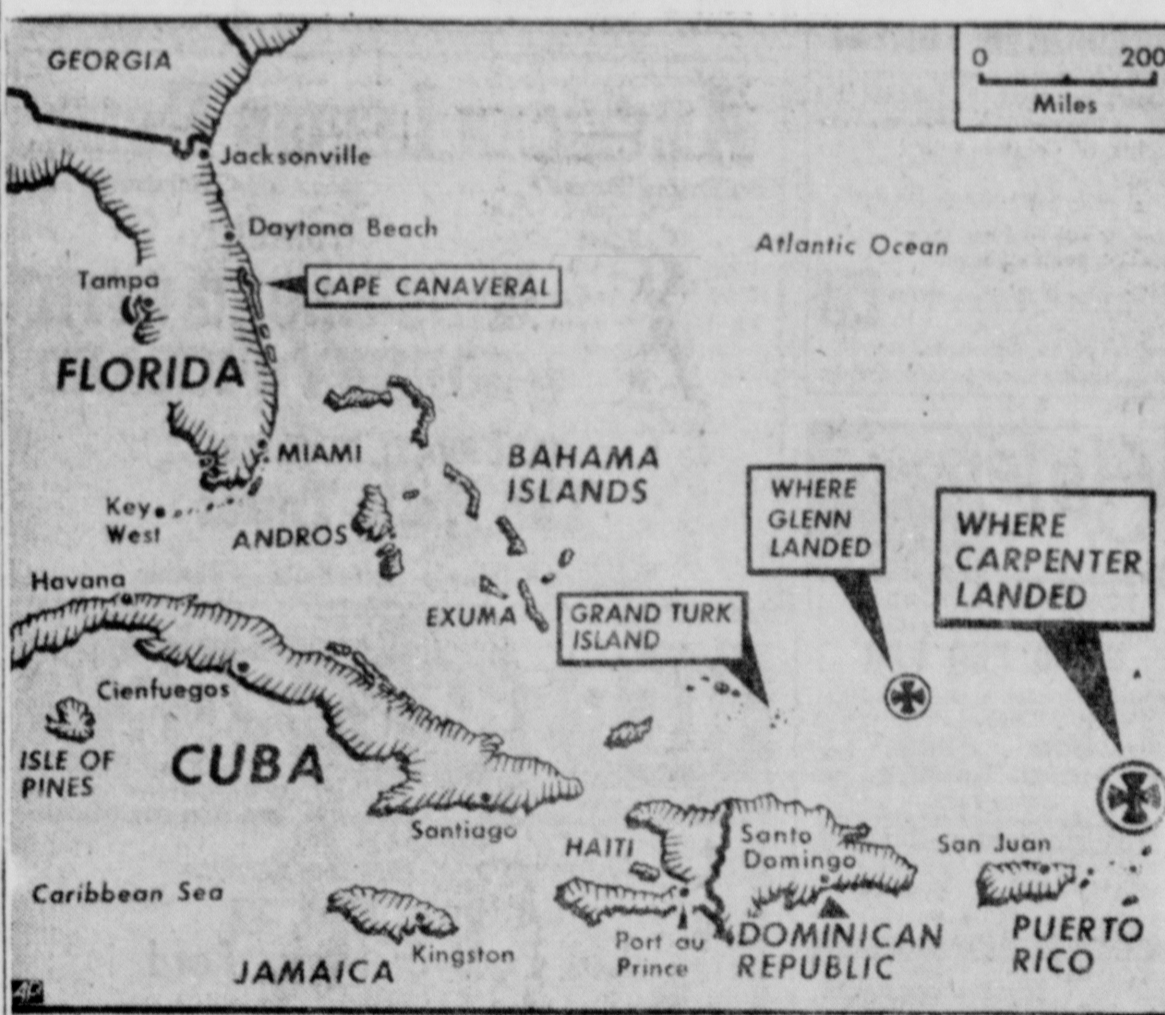 GEORGIA
0 200
Miles
Jacksonville
Daytona Beach
Atlantic Ocean
Tampa
CAPE CANAVERAL
FLORIDA
MIAMI
BAHAMA
ISLANDS
Key
West
ANDROS
WHERE
GLENN
LANDED
WHERE
CARPENTER
LANDED
Havana
EXUMA
GRAND TURK
ISLAND
Cienfuegos
ISLE OF
PINES
CUBA
Santiago
HAITI
Santo
Domingo
San Juan
Caribbean Sea
Kingston
JAMAICA
Port au
Prince
DOMINICAN
REPUBLIC
PUERTO
RICO
AP